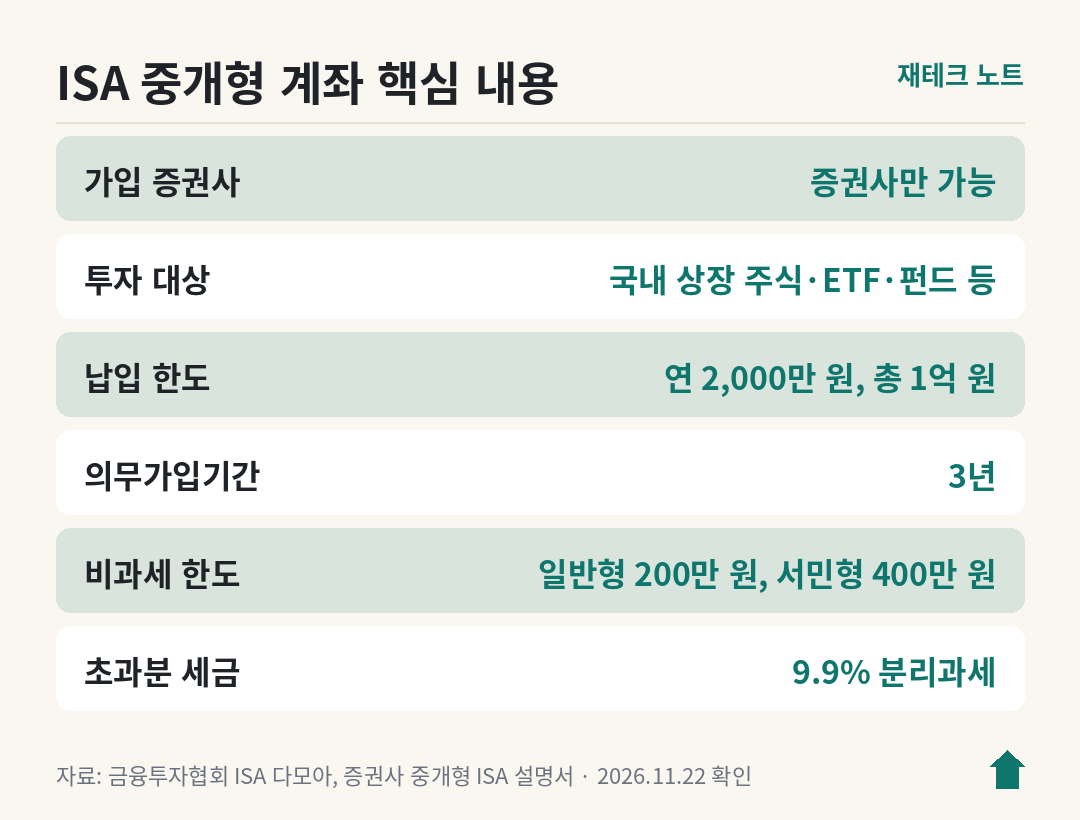 ISA 중개형 계좌 핵심 내용
재테크 노트
가입 증권사
증권사만 가능
투자 대상
국내 상장 주식·ETF·펀드 등
납입 한도
연 2,000만 원, 총 1억 원
의무가입기간
3년
비과세 한도
일반형 200만 원, 서민형 400만 원
초과분 세금
9.9% 분리과세
자료: 금융투자협회 ISA 다모아, 증권사 중개형 ISA 설명서 · 2026.11.22 확인